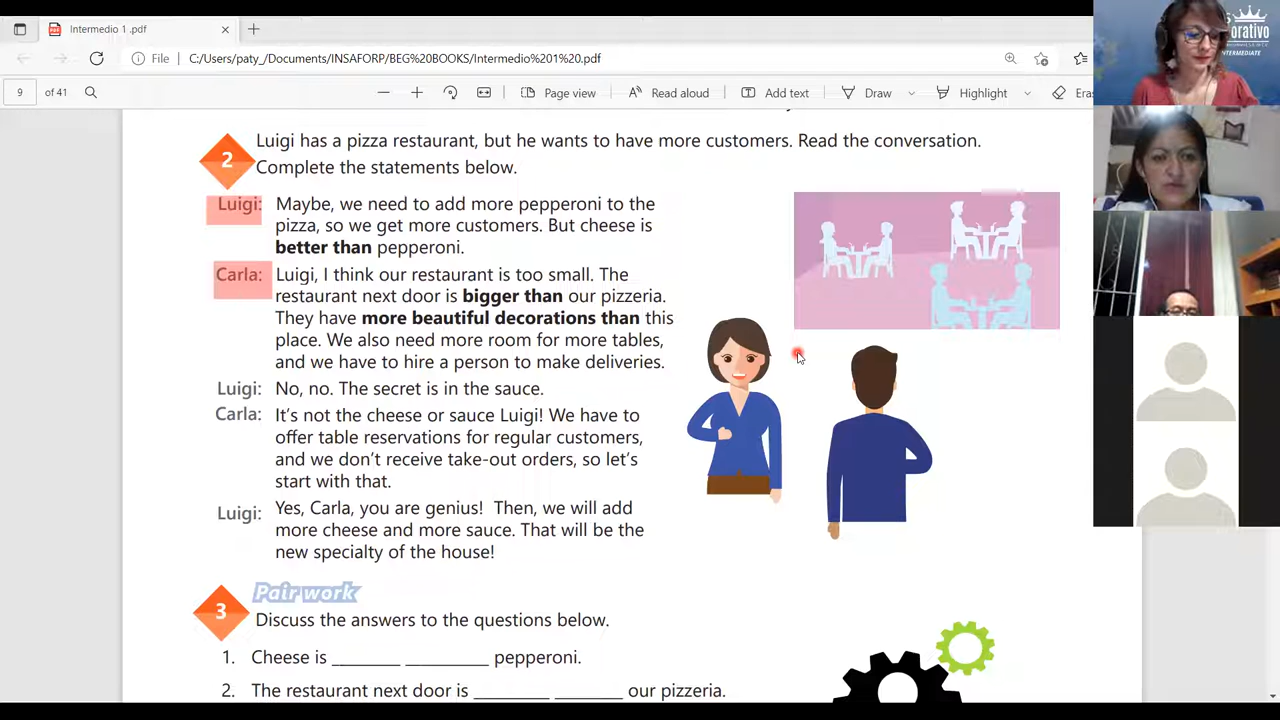 Intermedio 1 .pdf
File C:/Users/paty_/Documents/INSAFORP/BEG%20BOOKS/Intermedio%201%20.pdf
9 of 41 Page view Read aloud Add text Draw Highlight
orativo
INTERMEDIATE
2
Luigi has a pizza restaurant, but he wants to have more customers. Read the conversation.
Complete the statements below.
Luigi: Maybe, we need to add more pepperoni to the
pizza, so we get more customers. But cheese is
better than pepperoni.
Carla: Luigi, I think our restaurant is too small. The
restaurant next door is bigger than our pizzeria.
They have more beautiful decorations than this
place. We also need more room for more tables,
and we have to hire a person to make deliveries.
Luigi: No, no. The secret is in the sauce.
Carla: It's not the cheese or sauce Luigi! We have to
offer table reservations for regular customers,
and we don't receive take-out orders, so let's
start with that.
Luigi: Yes, Carla, you are genius! Then, we will add
more cheese and more sauce. That will be the
new specialty of the house!
Pair work
3
Discuss the answers to the questions below.
1. Cheese is _______ _________ pepperoni.
2. The restaurant next door is ________ _______ our pizzeria.